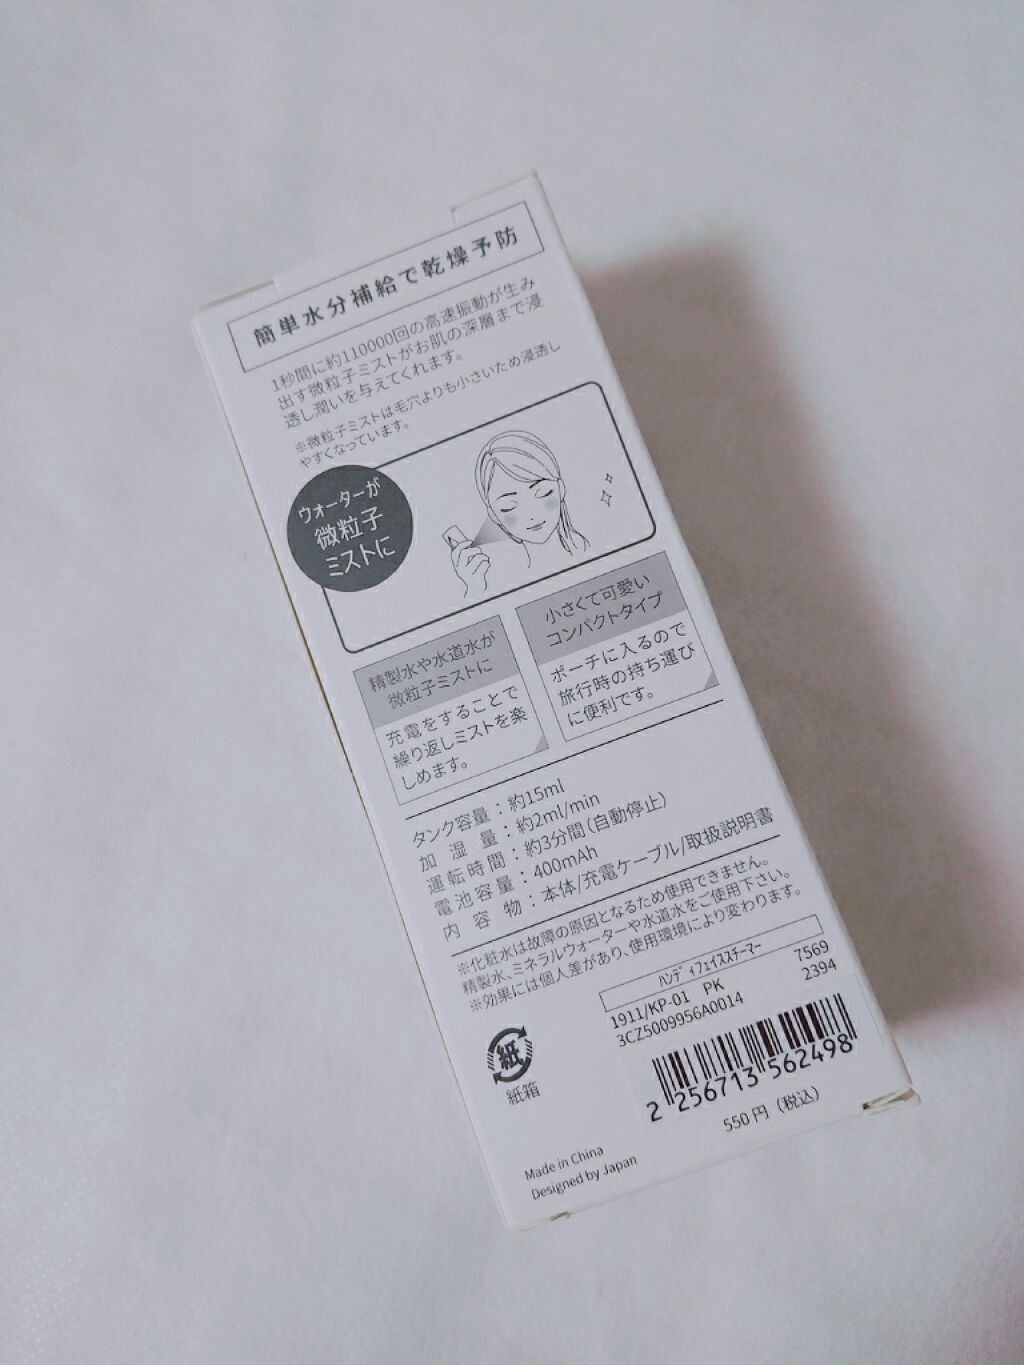 簡単水分補給で乾燥予防
1秒間に約110000回の高速振動が生み
出す微粒子ミストがお肌の深層まで浸
透し潤いを与えてくれます。
※微粒子ミストは毛穴よりも小さいため浸透し
やすくなっています。
ウォーターが
微粒子
ミストに
精製水や水道水が
微粒子ミストに
充電をすることで
繰り返しミストを楽
しめます。
小さくて可愛い
コンパクトタイプ
ポーチに入るので
旅行時の持ち運び
に便利です。
タンク容量：約15ml
加湿量：約2ml/min
運転時間：約3分間（自動停止）
電池容量：400mAh
内容物：本体/充電ケーブル/取扱説明書
※化粧水は故障の原因となるため使用できません。
精製水、ミネラルウォーターや水道水をご使用下さい。
※効果には個人差があり、使用環境により変わります。
ﾊﾝﾃﾞｨﾌｪｲｽｽﾁｰﾏｰ
1911/KP-01 PK 7569
3CZ5009956A0014 2394
2 256713 562498
550円（税込）
紙
紙箱
Made in China
Designed by Japan